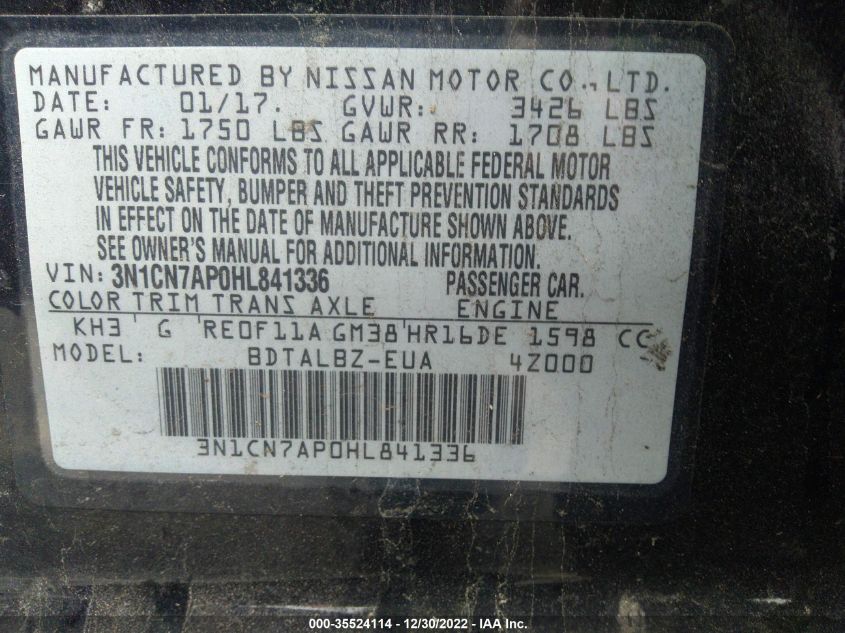 MANUFACTURED BY NISSAN MOTOR CO., LTD.
DATE: 01/17. GVWR: 3426 LBS
GAWR FR: 1750 LBS GAWR RR: 1708 LBS
THIS VEHICLE CONFORMS TO ALL APPLICABLE FEDERAL MOTOR
VEHICLE SAFETY, BUMPER AND THEFT PREVENTION STANDARDS
IN EFFECT ON THE DATE OF MANUFACTURE SHOWN ABOVE.
SEE OWNER'S MANUAL FOR ADDITIONAL INFORMATION.
VIN: 3N1CN7AP0HL841336 PASSENGER CAR.
COLOR TRIM TRANS AXLE ENGINE
KH3 G RE0F11A GM38 HR16DE 1598 CC
MODEL: BDTALBZ-EUA 4Z000
3N1CN7AP0HL841336
000-35524114 - 12/30/2022 - IAA Inc.